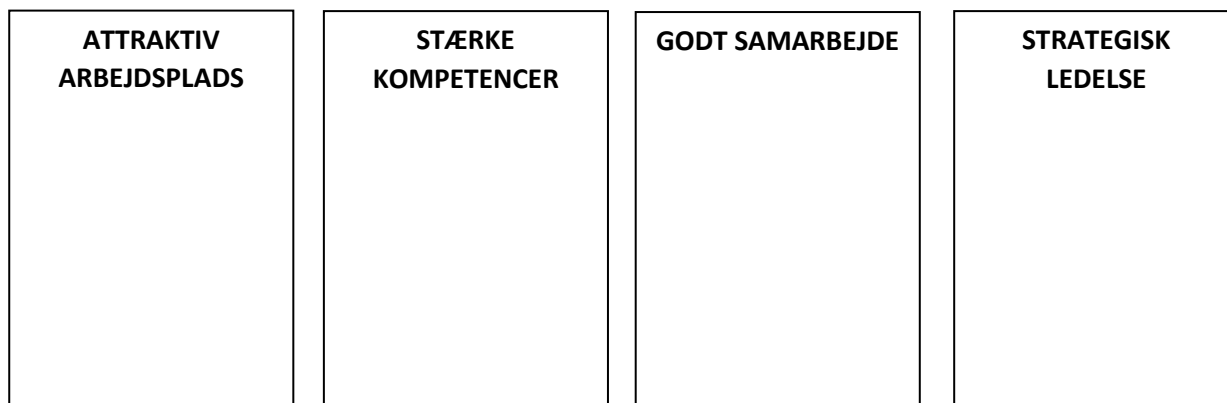 ATTRAKTIV
ARBEJDSPLADS
STÆRKE
KOMPETENCER
GODT SAMARBEJDE
STRATEGISK
LEDELSE